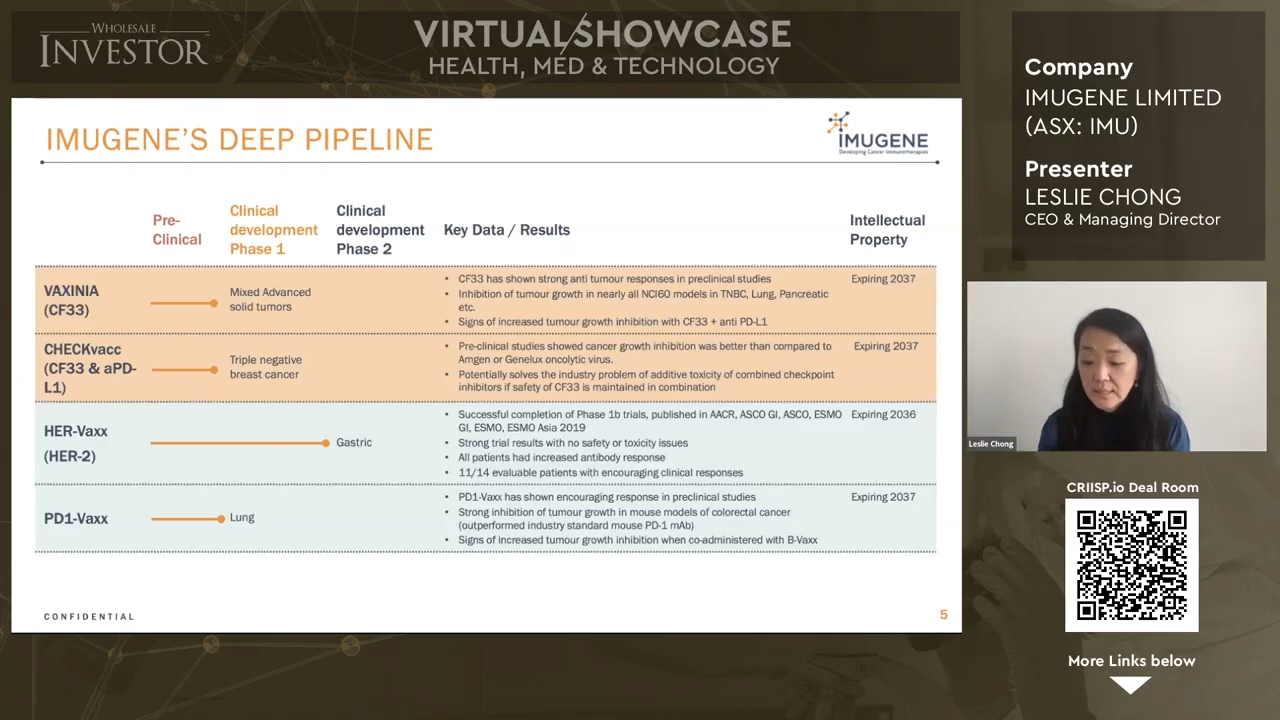 WHOLESALE
INVESTOR
VIRTUAL SHOWCASE
HEALTH, MED & TECHNOLOGY
Company
IMUGENE LIMITED
(ASX: IMU)
Presenter
LESLIE CHONG
CEO & Managing Director
IMUGENE'S DEEP PIPELINE
IMUGENE
Developing Cancer Immunotherapies
Pre-
Clinical
Clinical
development
Phase 1
Clinical
development
Phase 2
Key Data / Results
Intellectual
Property
VAXINIA
(CF33)
Mixed Advanced
solid tumors
• CF33 has shown strong anti tumour responses in preclinical studies
• Inhibition of tumour growth in nearly all NCI60 models in TNBC, Lung, Pancreatic
etc.
• Signs of increased tumour growth inhibition with CF33 + anti PD-L1
Expiring 2037
CHECKvacc
(CF33 & aPD-
L1)
Triple negative
breast cancer
• Pre-clinical studies showed cancer growth inhibition was better than compared to
Amgen or Genelux oncolytic virus.
• Potentially solves the industry problem of additive toxicity of combined checkpoint
inhibitors if safety of CF33 is maintained in combination
Expiring 2037
HER-Vaxx
(HER-2)
Gastric
• Successful completion of Phase 1b trials, published in AACR, ASCO GI, ASCO, ESMO
GI, ESMO, ESMO Asia 2019
• Strong trial results with no safety or toxicity issues
• All patients had increased antibody response
• 11/14 evaluable patients with encouraging clinical responses
Expiring 2036
PD1-Vaxx
Lung
• PD1-Vaxx has shown encouraging response in preclinical studies
• Strong inhibition of tumour growth in mouse models of colorectal cancer
(outperformed industry standard mouse PD-1 mAb)
• Signs of increased tumour growth inhibition when co-administered with B-Vaxx
Expiring 2037
CONFIDENTIAL
5
Leslie Chong
CRIISP.io Deal Room
More Links below